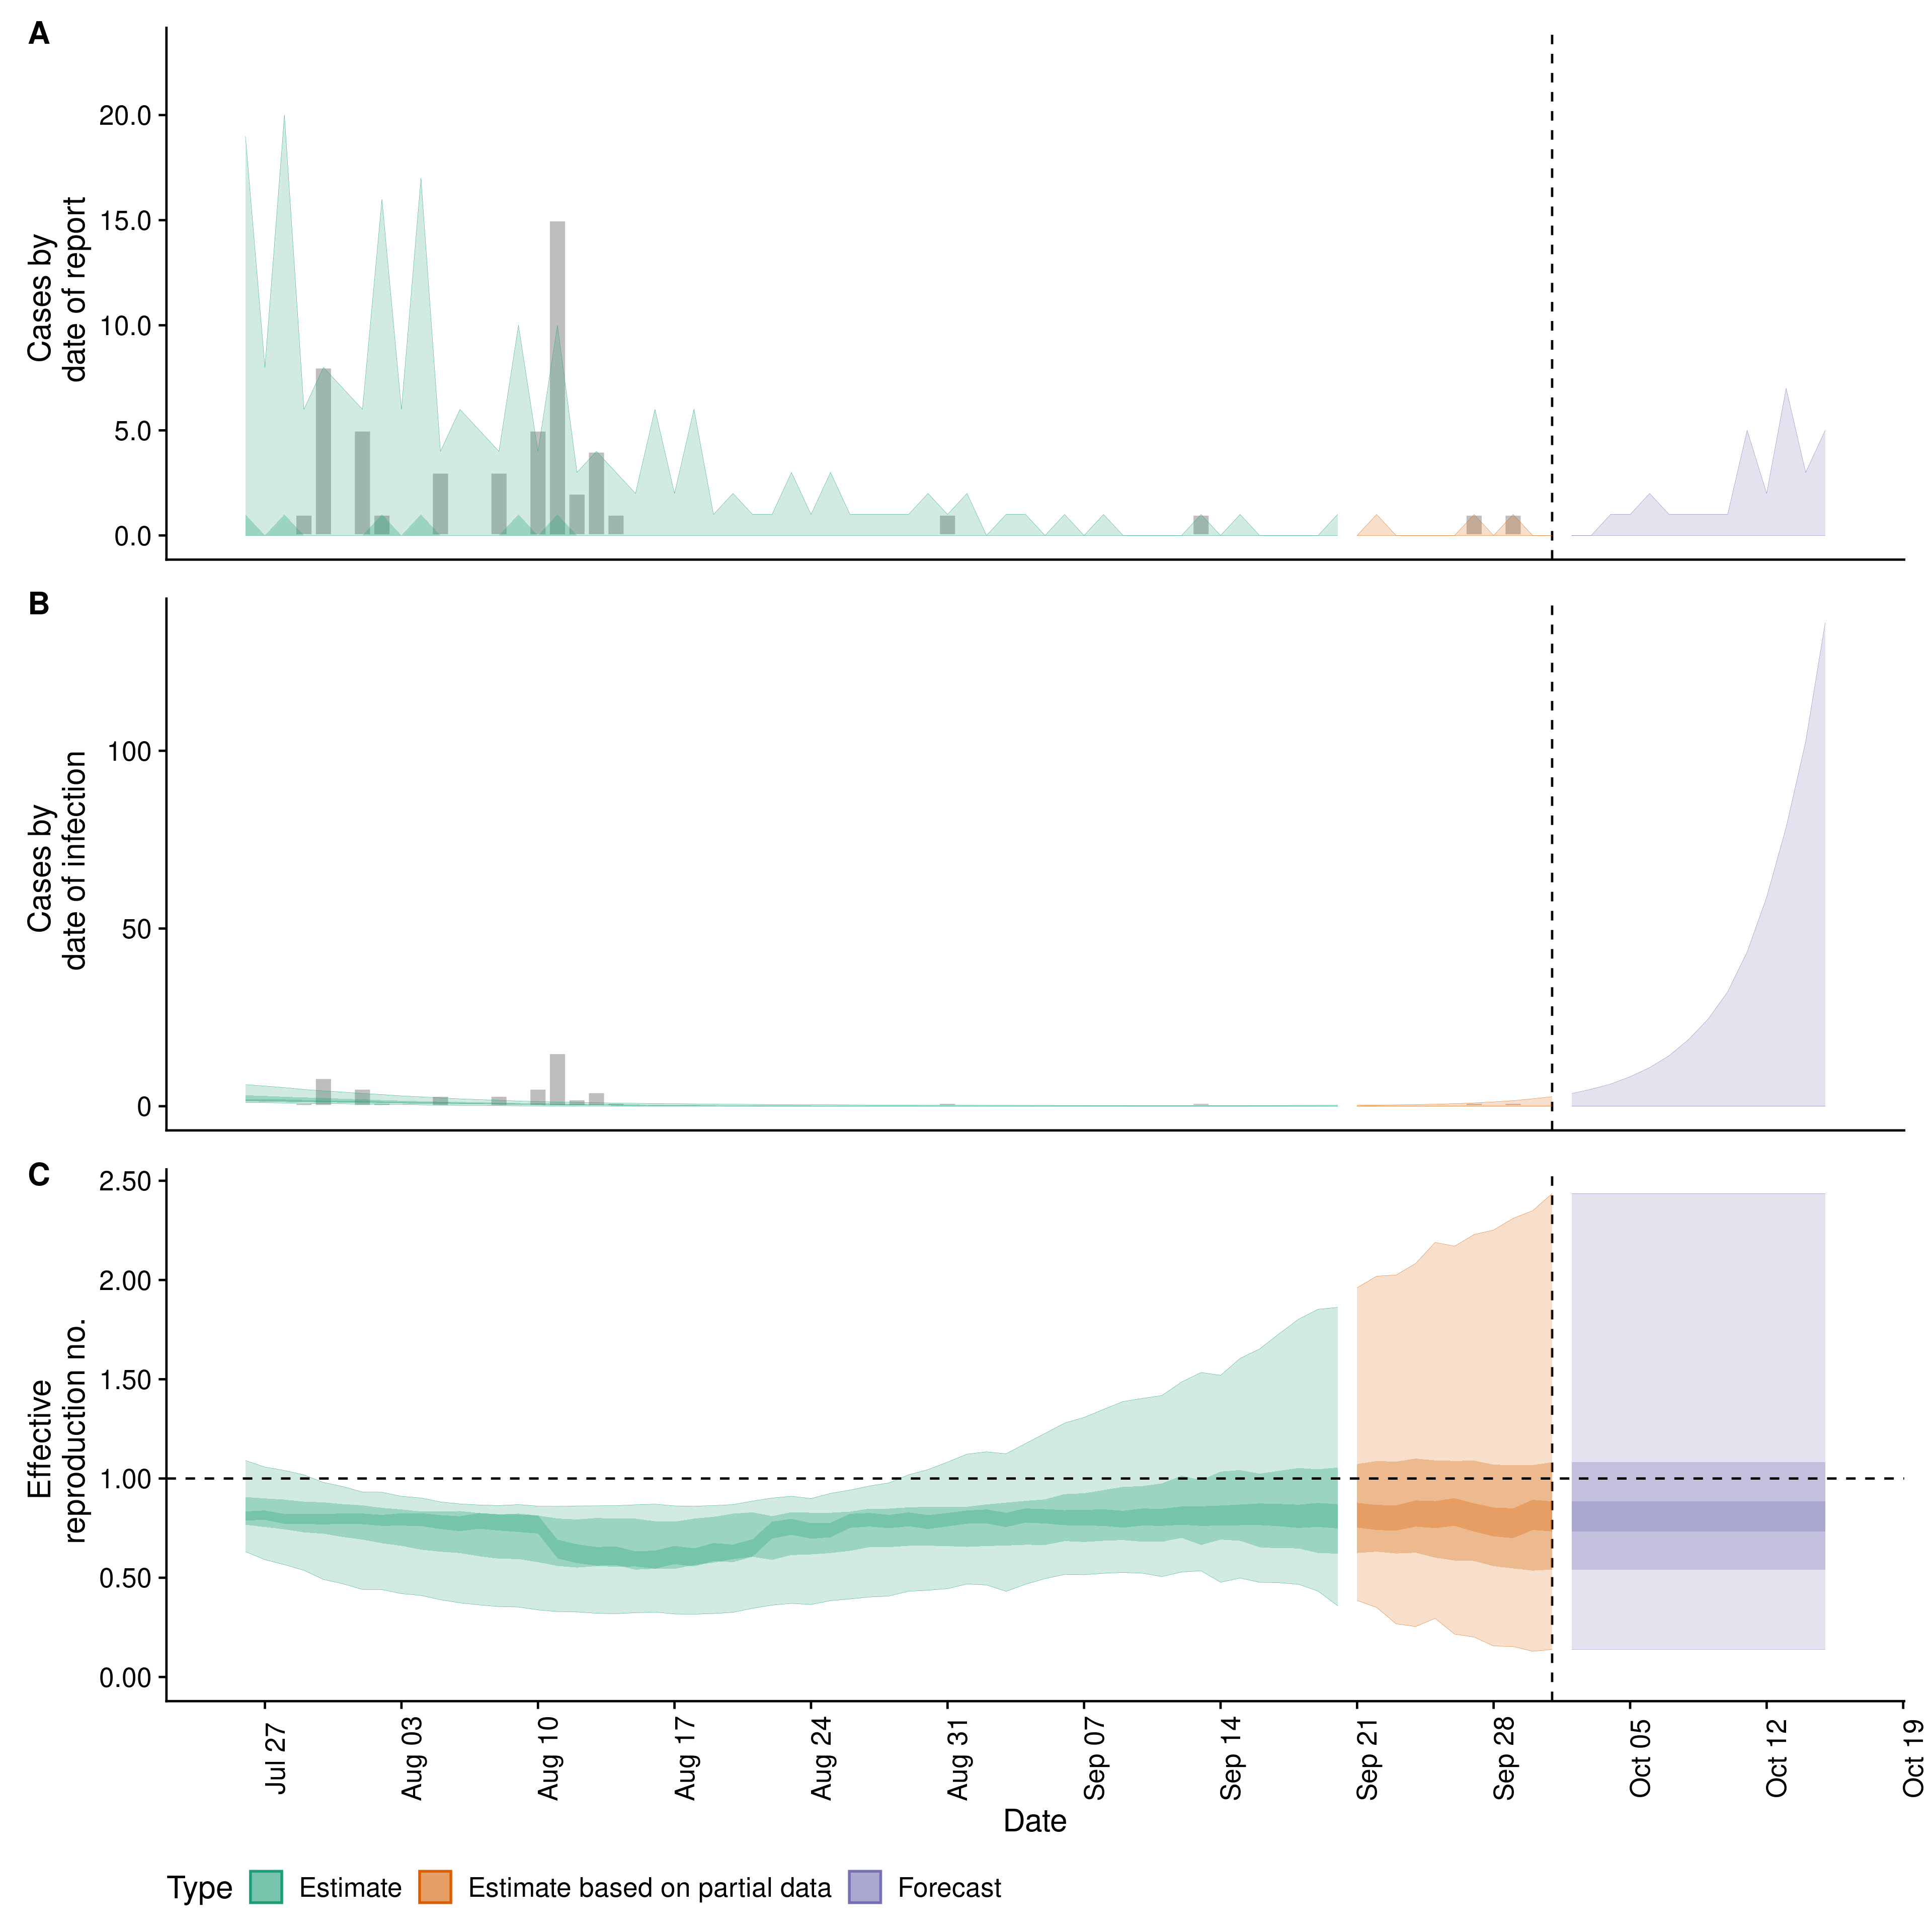 A
20.0
15.0
10.0
5.0
0.0
Cases by
date of report
B
100
50
0
Cases by
date of infection
C
2.50
2.00
1.50
1.00
0.50
0.00
Effective
reproduction no.
Jul 27
Aug 03
Aug 10
Aug 17
Aug 24
Aug 31
Sep 07
Sep 14
Sep 21
Sep 28
Oct 05
Oct 12
Oct 19
Date
Type
Estimate
Estimate based on partial data
Forecast